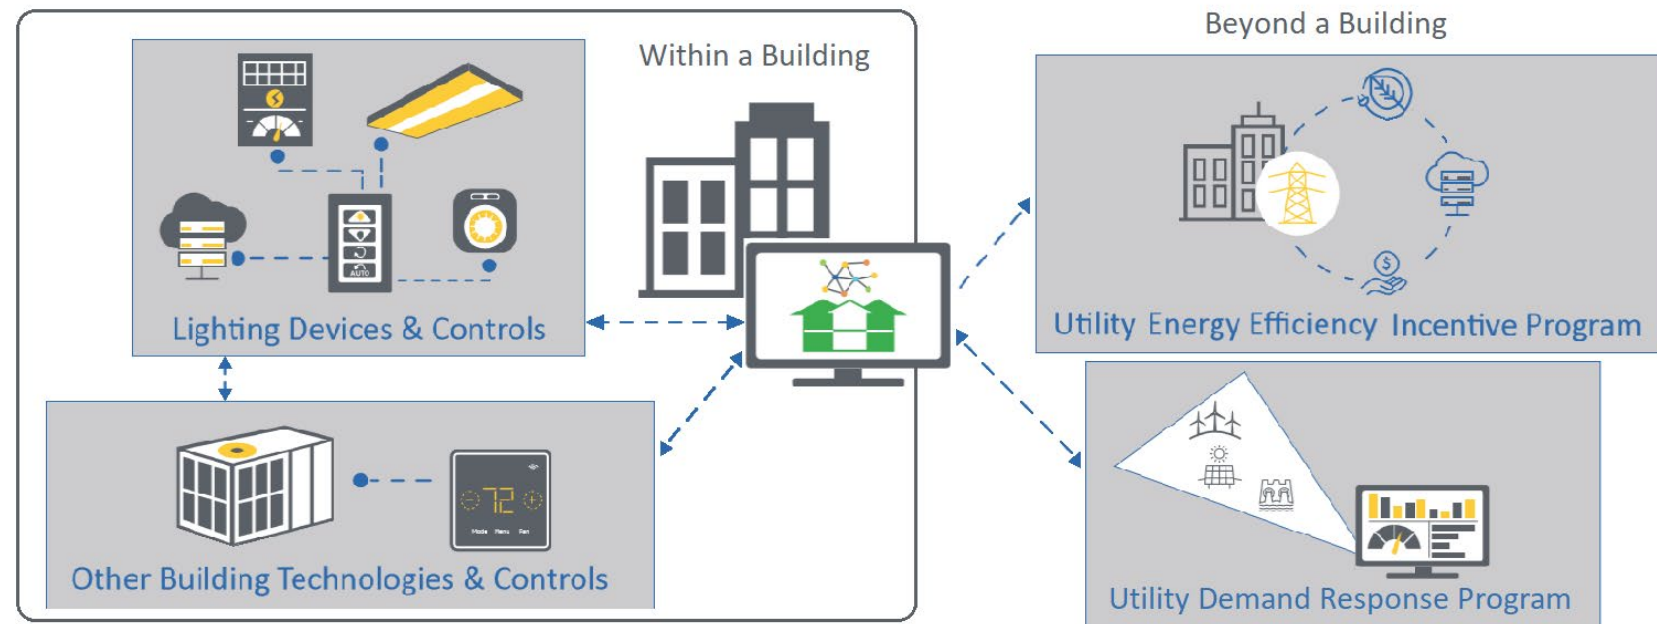 Within a Building
Beyond a Building
AUTO
Lighting Devices & Controls
Utility Energy Efficiency Incentive Program
72
Mode Menu Fan
Other Building Technologies & Controls
Utility Demand Response Program